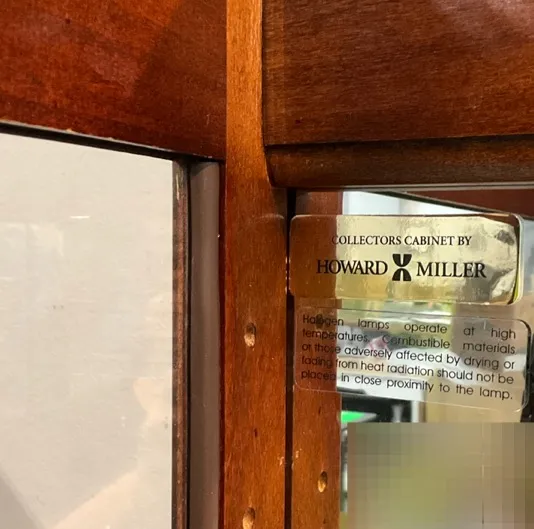 COLLECTORS CABINET BY
HOWARD MILLER
Halogen lamps operate at high
temperatures. Combustible materials
or those adversely affected by drying or
fading from heat radiation should not be
placed in close proximity to the lamp.